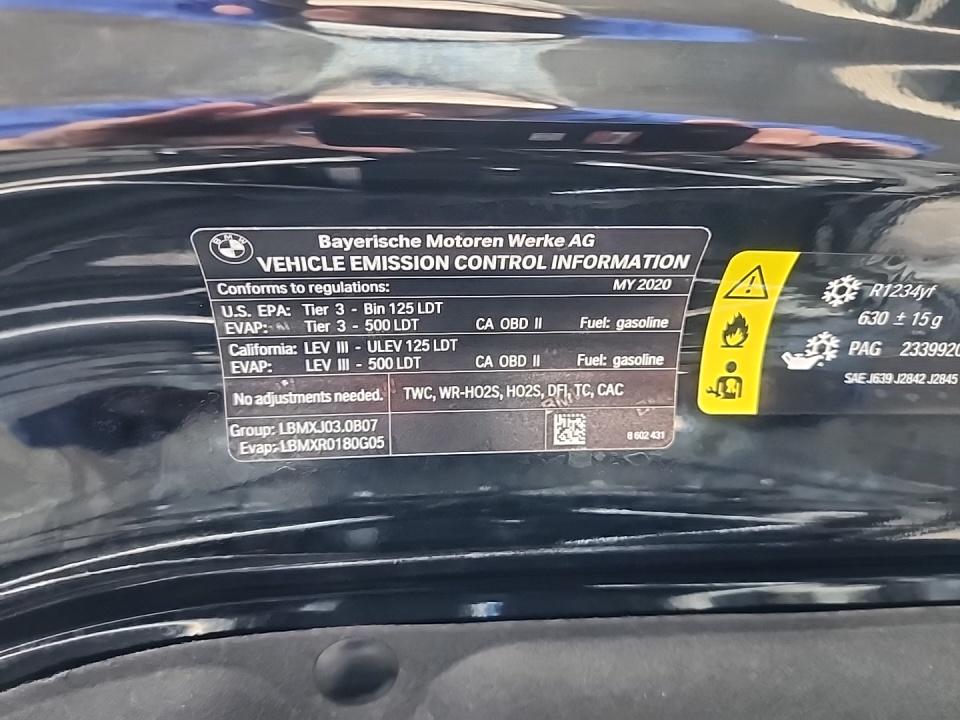 BMW
Bayerische Motoren Werke AG
VEHICLE EMISSION CONTROL INFORMATION
Conforms to regulations: MY 2020
U.S. EPA: Tier 3 - Bin 125 LDT
EVAP: Tier 3 - 500 LDT CA OBD II Fuel: gasoline
California: LEV III - ULEV 125 LDT
EVAP: LEV III - 500 LDT CA OBD II Fuel: gasoline
No adjustments needed. TWC, WR-HO2S, HO2S, DFI, TC, CAC
Group: LBMXJ03.0B07
Evap: LBMXR0180G05
8 602 431
R1234yf
630 ± 15 g
PAG 2339920
SAE J639 J2842 J2845